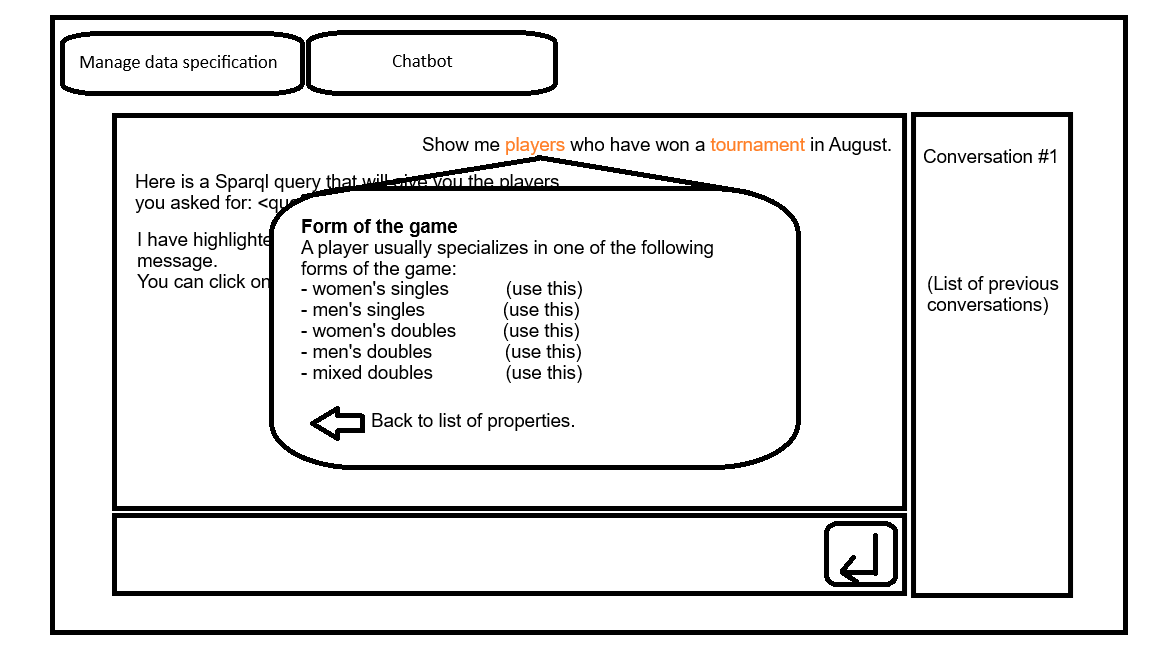 Manage data specification
Chatbot
Show me players who have won a tournament in August.
Here is a Sparql query that will give you the players
you asked for: <qu
I have highlighte
message.
You can click on
Form of the game
A player usually specializes in one of the following
forms of the game:
- women's singles (use this)
- men's singles (use this)
- women's doubles (use this)
- men's doubles (use this)
- mixed doubles (use this)
Back to list of properties.
Conversation #1
(List of previous
conversations)